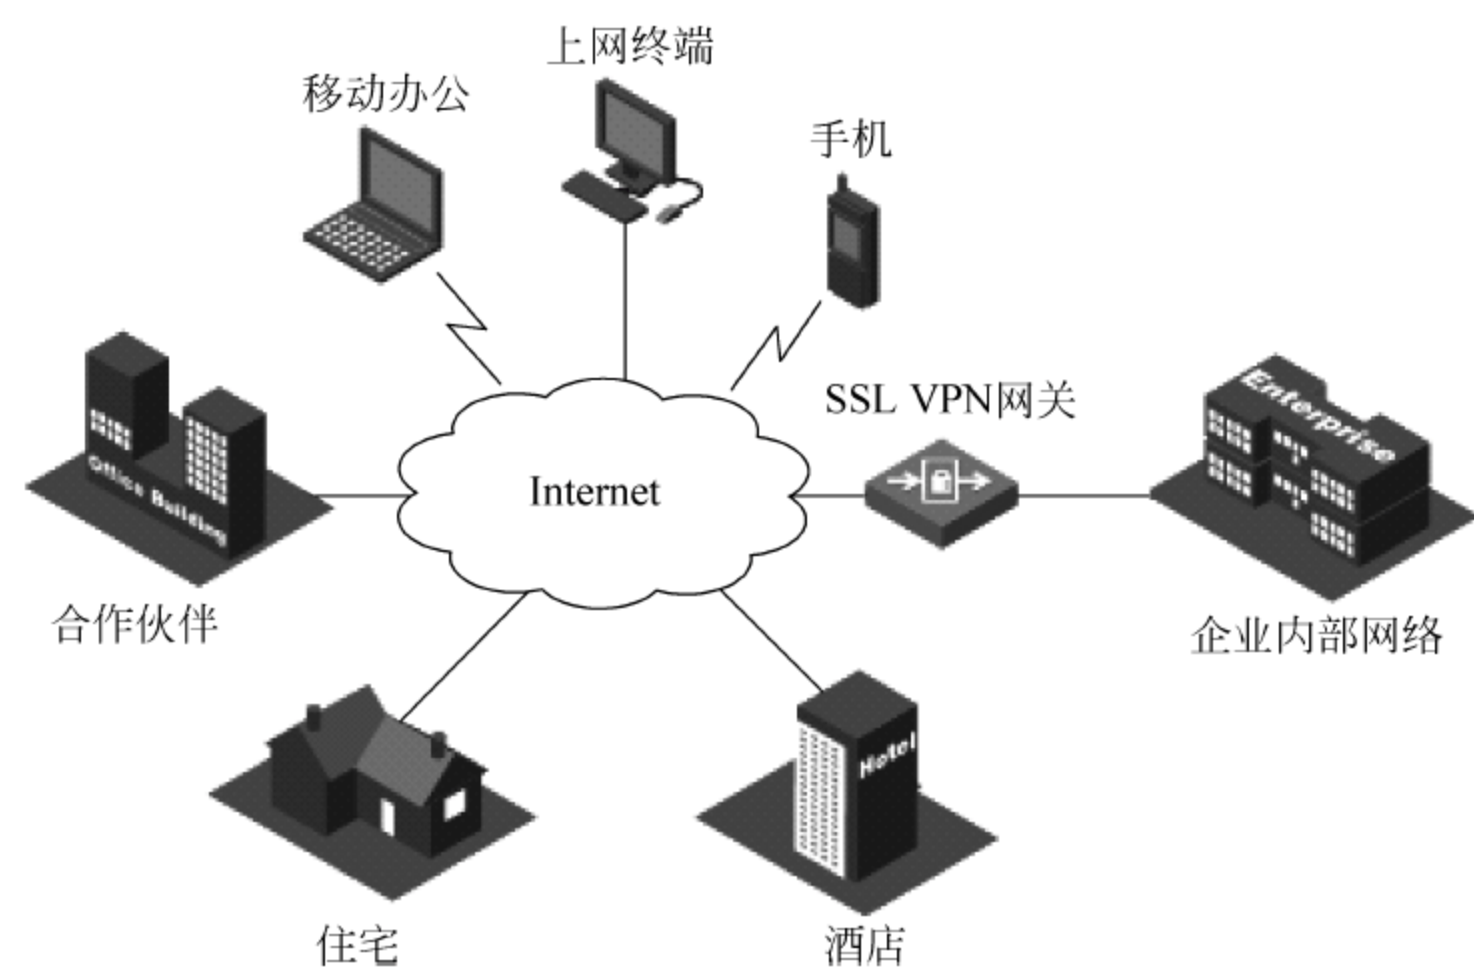 上网终端
移动办公
手机
SSL VPN网关
Enterprise
Internet
Office Building
合作伙伴
企业内部网络
Hotel
住宅
酒店